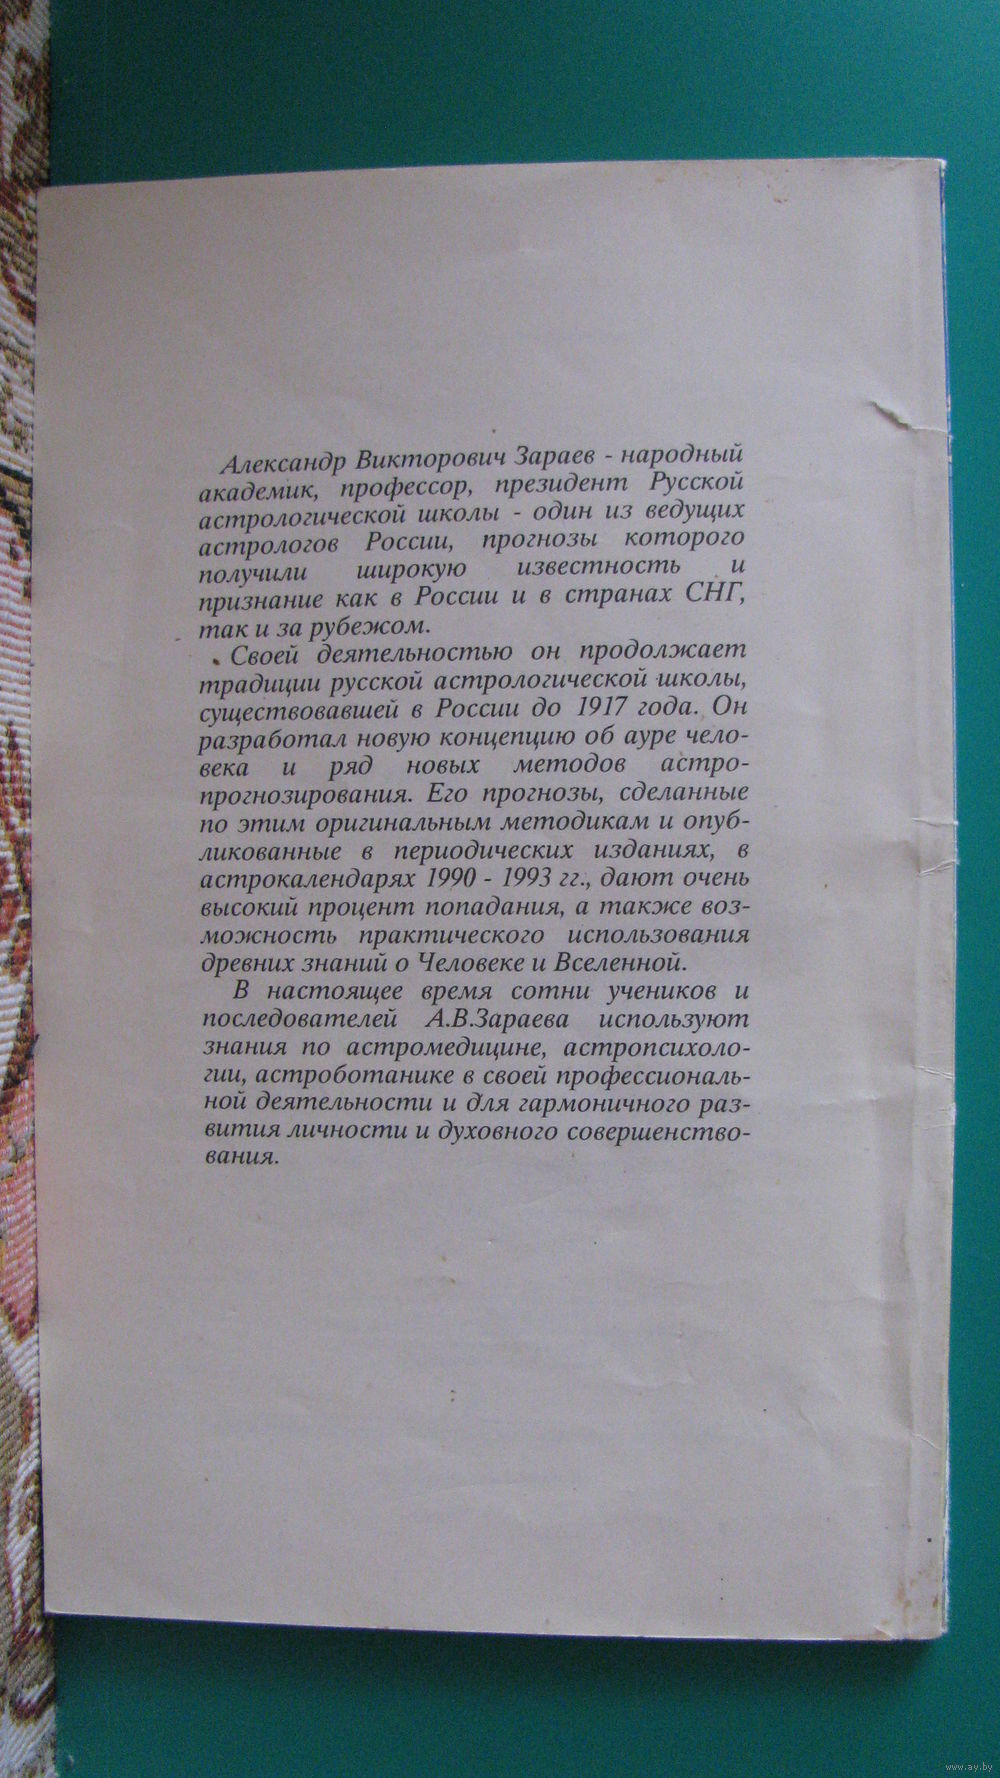 Александр Викторович Зараев - народный
академик, профессор, президент Русской
астрологической школы - один из ведущих
астрологов России, прогнозы которого
получили широкую известность и
признание как в России и в странах СНГ,
так и за рубежом.
Своей деятельностью он продолжает
традиции русской астрологической школы,
существовавшей в России до 1917 года. Он
разработал новую концепцию об ауре чело-
века и ряд новых методов астро-
прогнозирования. Его прогнозы, сделанные
по этим оригинальным методикам и опуб-
ликованные в периодических изданиях, в
астрокалендарях 1990 - 1993 гг., дают очень
высокий процент попадания, а также воз-
можность практического использования
древних знаний о Человеке и Вселенной.
В настоящее время сотни учеников и
последователей А.В.Зараева используют
знания по астромедицине, астропсихоло-
гии, астроботанике в своей профессиональ-
ной деятельности и для гармоничного раз-
вития личности и духовного совершенство-
вания.
www.ay.by